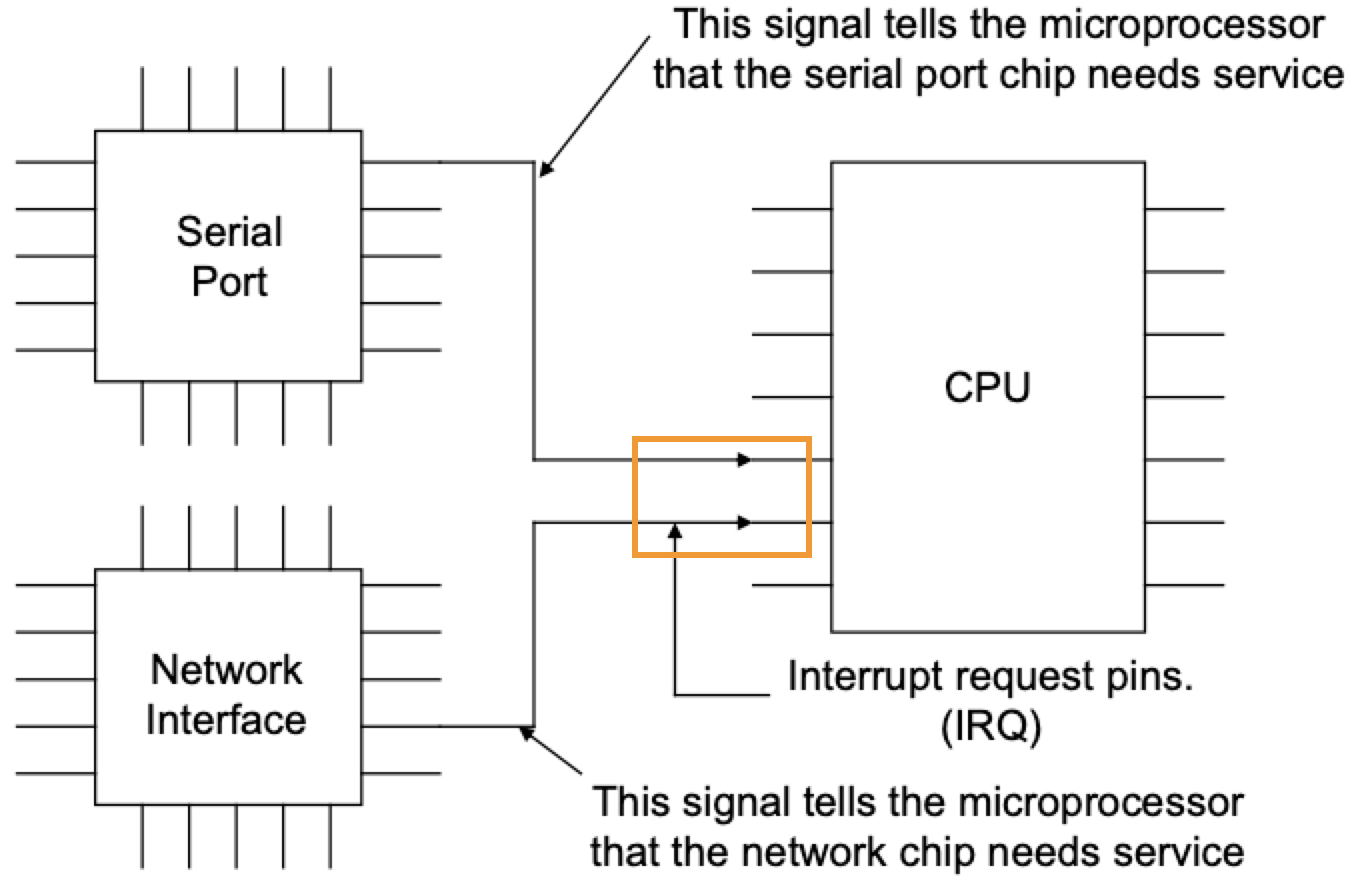 This signal tells the microprocessor
that the serial port chip needs service
Serial
Port
CPU
Network
Interface
Interrupt request pins.
(IRQ)
This signal tells the microprocessor
that the network chip needs service